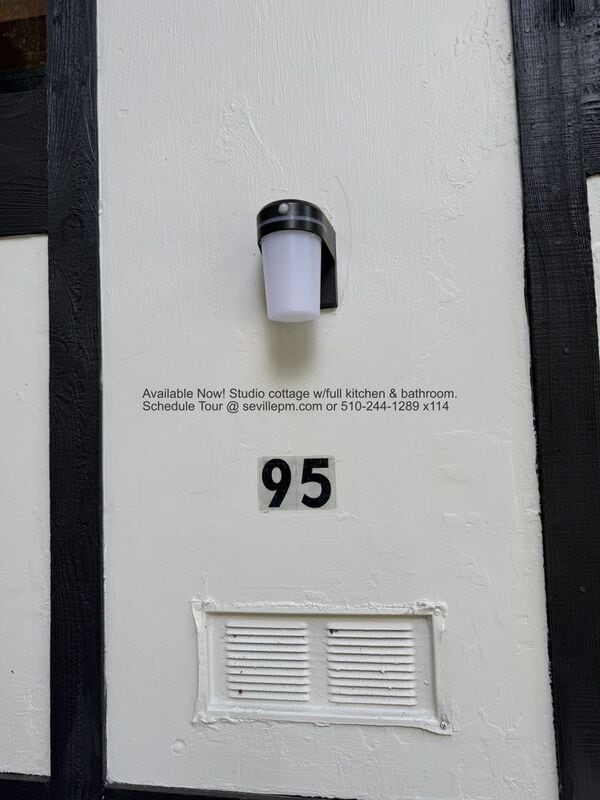 Available Now! Studio cottage w/full kitchen & bathroom.
Schedule Tour @ sevillepm.com or 510-244-1289 x114
95